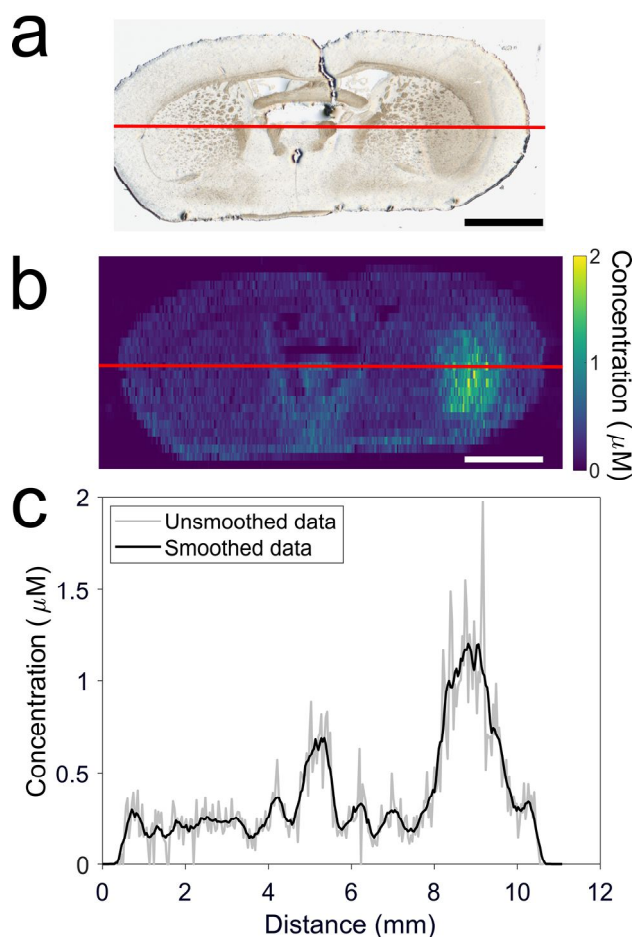 a
b
2
1
0
Concentration ( μM)
c
2
1.5
1
0.5
0
Concentration ( μM)
Unsmoothed data
Smoothed data
0 2 4 6 8 10 12
Distance (mm)